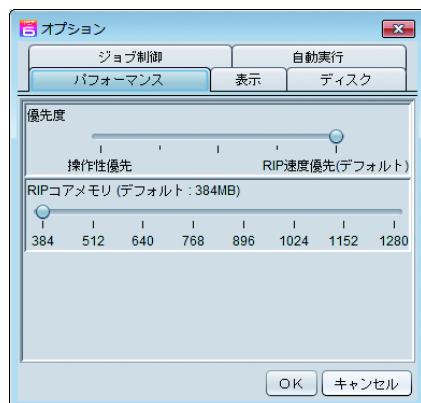 6 オプション
ジョブ制御 自動実行
パフォーマンス 表示 ディスク
優先度
操作性優先 RIP速度優先(デフォルト)
RIPコアメモリ (デフォルト : 384MB)
384 512 640 768 896 1024 1152 1280
OK キャンセル